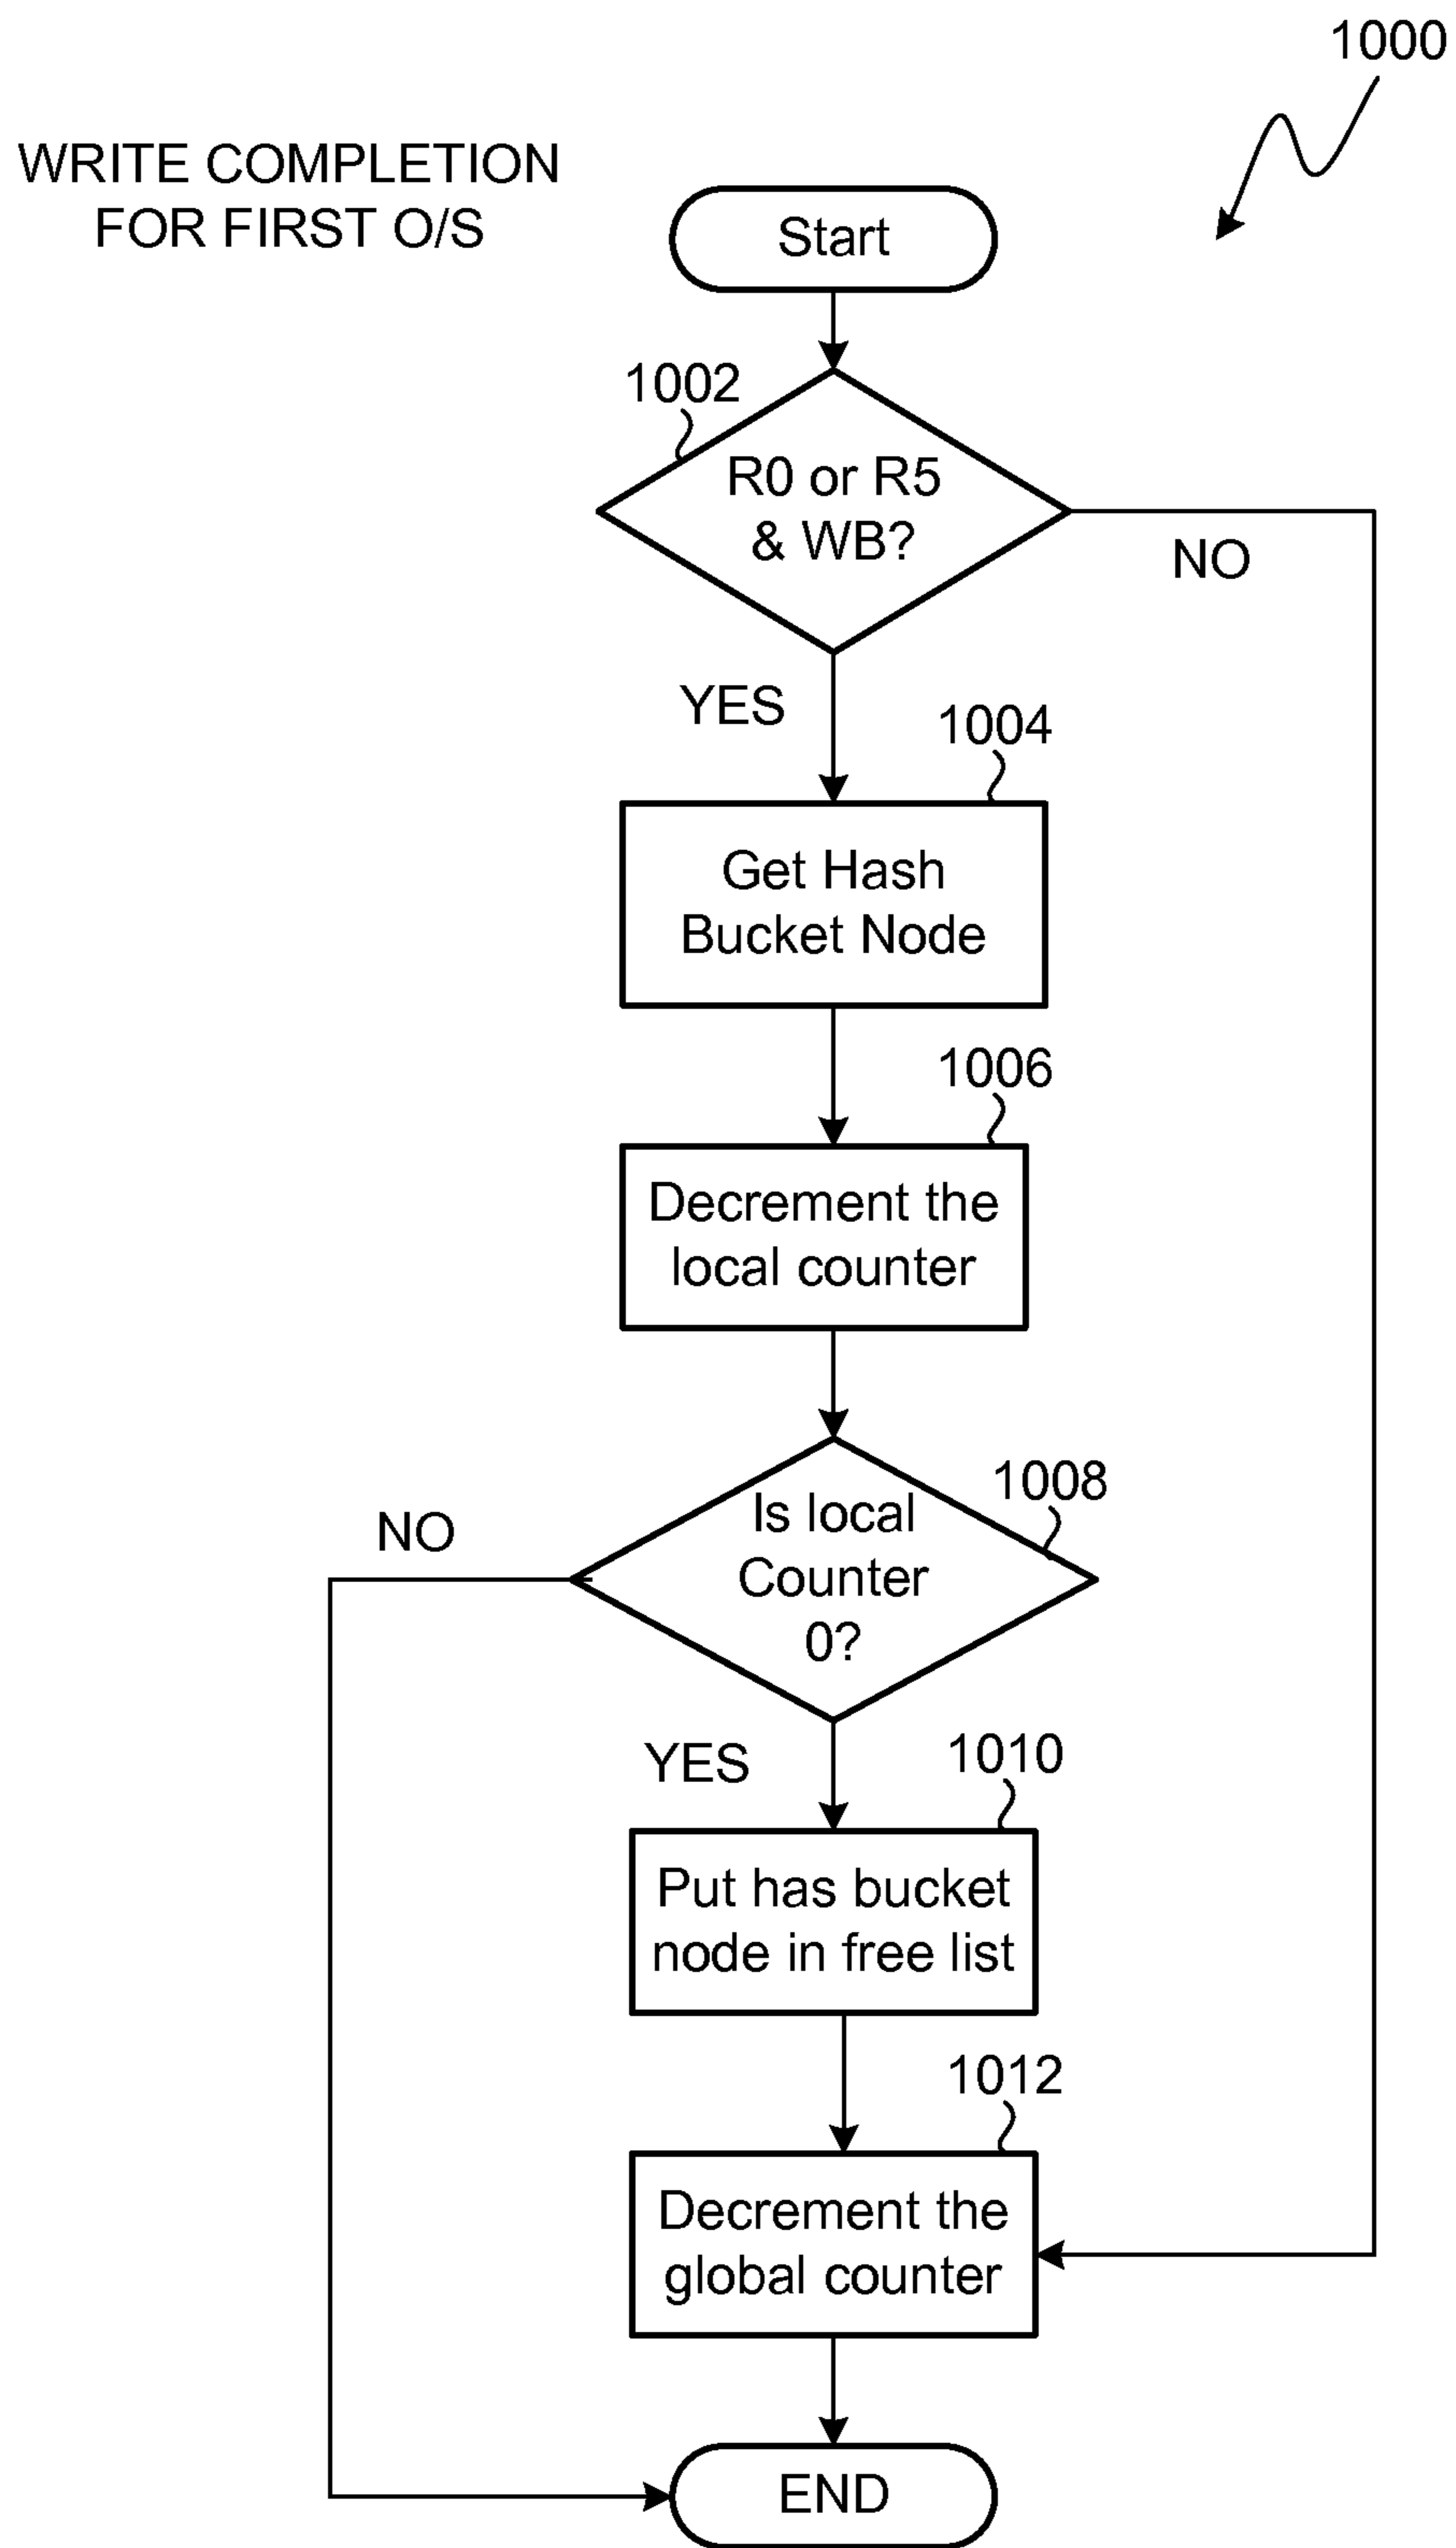 1000
WRITE COMPLETION
FOR FIRST O/S
Start
1002
R0 or R5
& WB?
NO
YES
1004
Get Hash
Bucket Node
1006
Decrement the
local counter
1008
Is local
Counter
0?
NO
YES
1010
Put has bucket
node in free list
1012
Decrement the
global counter
END